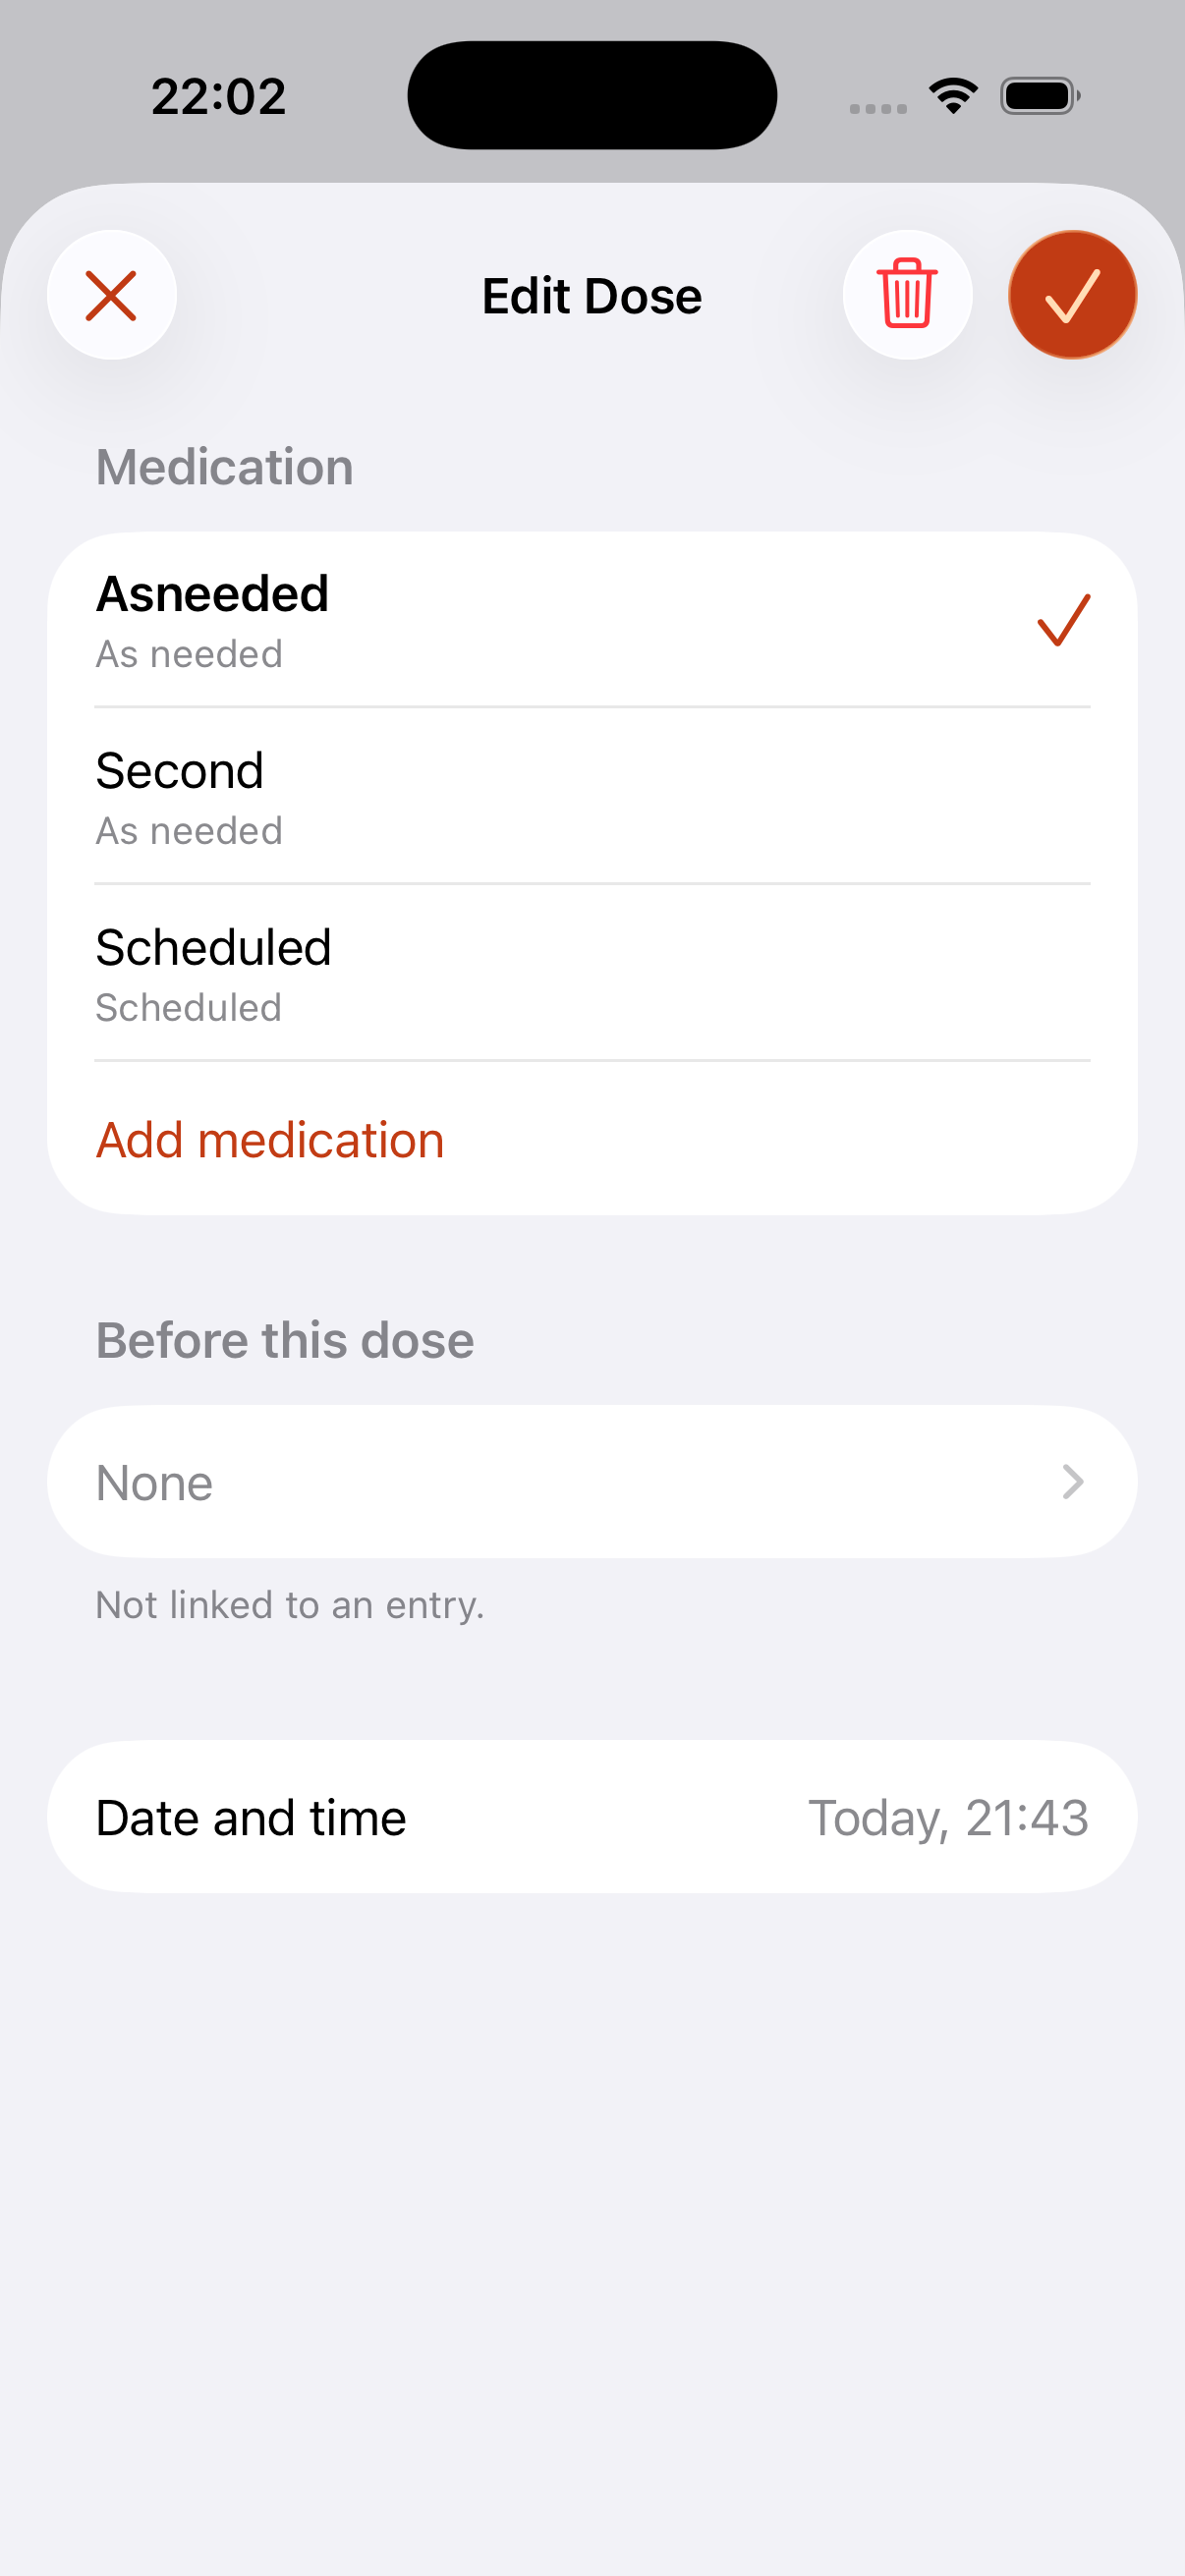 22:02
Edit Dose
Medication
Asneeded
As needed
Second
As needed
Scheduled
Scheduled
Add medication
Before this dose
None
Not linked to an entry.
Date and time Today, 21:43